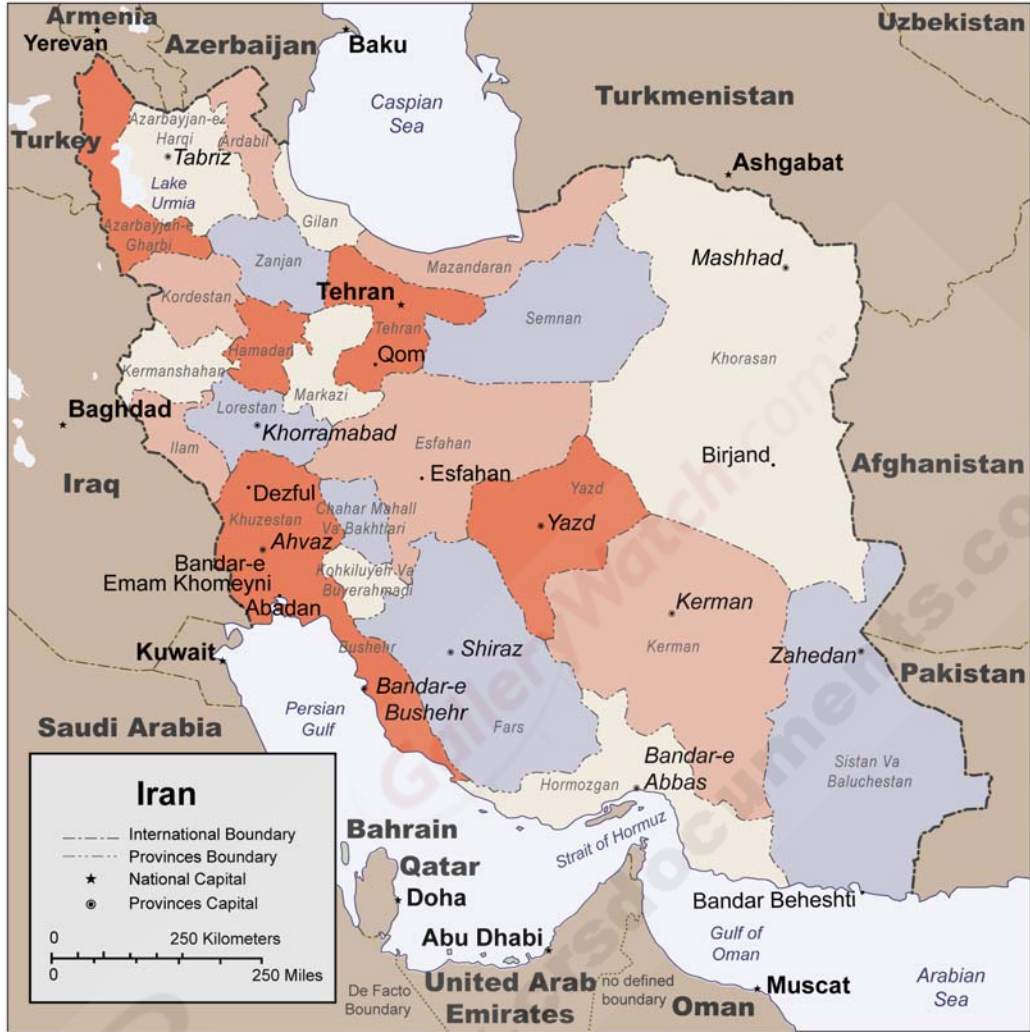 Armenia
Yerevan
Azerbaijan
Baku
Uzbekistan
Caspian
Sea
Turkmenistan
Turkey
Azarbayjan-e
Harqi
Ardabil
Tabriz
Ashgabat
Lake
Urmia
Gilan
Azarbayjan-e
Gharbi
Zanjan
Mazandaran
Mashhad
Kordestan
Tehran
Semnan
Tehran
Hamadan
Qom
Khorasan
Kermanshahan
Markazi
Baghdad
Lorestan
Khorramabad
Ilam
Esfahan
Esfahan
Birjand
Afghanistan
Iraq
Dezful
Yazd
Yazd
Khuzestan
Chahar Mahall
Va Bakhtiari
Ahvaz
Bandar-e
Emam Khomeyni
Kohkiluyeh Va
Buyerahmadi
Abadan
Kerman
Kerman
Kuwait
Bushehr
Shiraz
Zahedan
Pakistan
Bandar-e
Bushehr
Saudi Arabia
Persian
Gulf
Fars
Bandar-e
Abbas
Hormozgan
Sistan Va
Baluchestan
Iran
International Boundary
Provinces Boundary
National Capital
Provinces Capital
0
250 Kilometers
0
250 Miles
Bahrain
Strait of Hormuz
Qatar
Doha
Bandar Beheshti
Abu Dhabi
Gulf of
Oman
De Facto
Boundary
United Arab
Emirates
no defined
boundary
Oman
Muscat
Arabian
Sea
GalleryWatch.com™